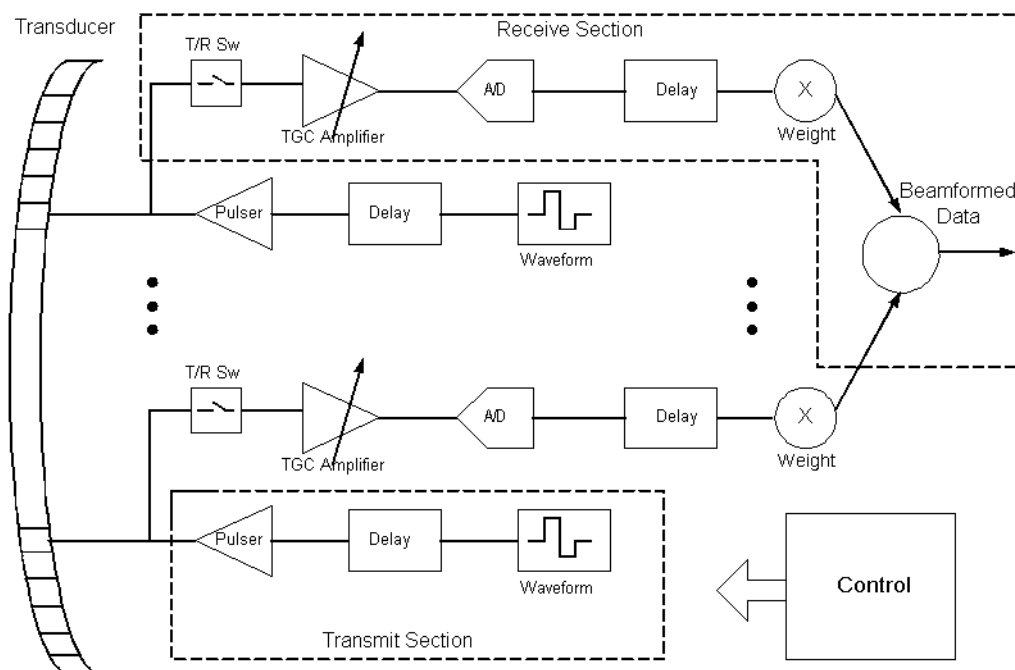 Transducer
Receive Section
T/R Sw
A/D
Delay
X
TGC Amplifier
Weight
Pulser
Delay
Waveform
Beamformed
Data
T/R Sw
A/D
Delay
X
TGC Amplifier
Weight
Pulser
Delay
Waveform
Transmit Section
Control